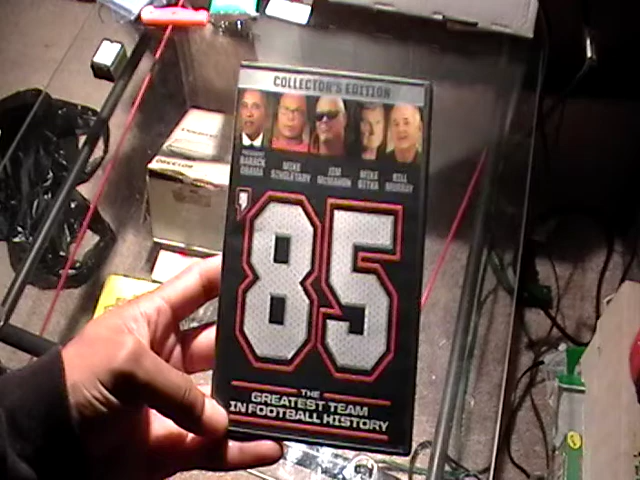 COLLECTOR'S EDITION
PRESIDENT
BARACK OBAMA
MIKE SINGLETARY
JIM MCMAHON
MIKE DITKA
BILL MURRAY
'85
THE
GREATEST TEAM
IN FOOTBALL HISTORY